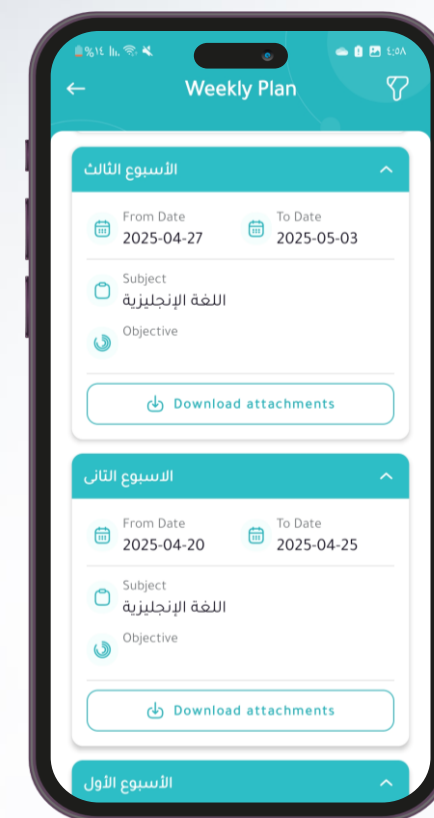 %١٤ ٤:٥٨
Weekly Plan
الأسبوع الثالث
From Date To Date
2025-04-27 2025-05-03
Subject
اللغة الإنجليزية
Objective
Download attachments
الاسبوع التانى
From Date To Date
2025-04-20 2025-04-25
Subject
اللغة الإنجليزية
Objective
Download attachments
الأسبوع الأول